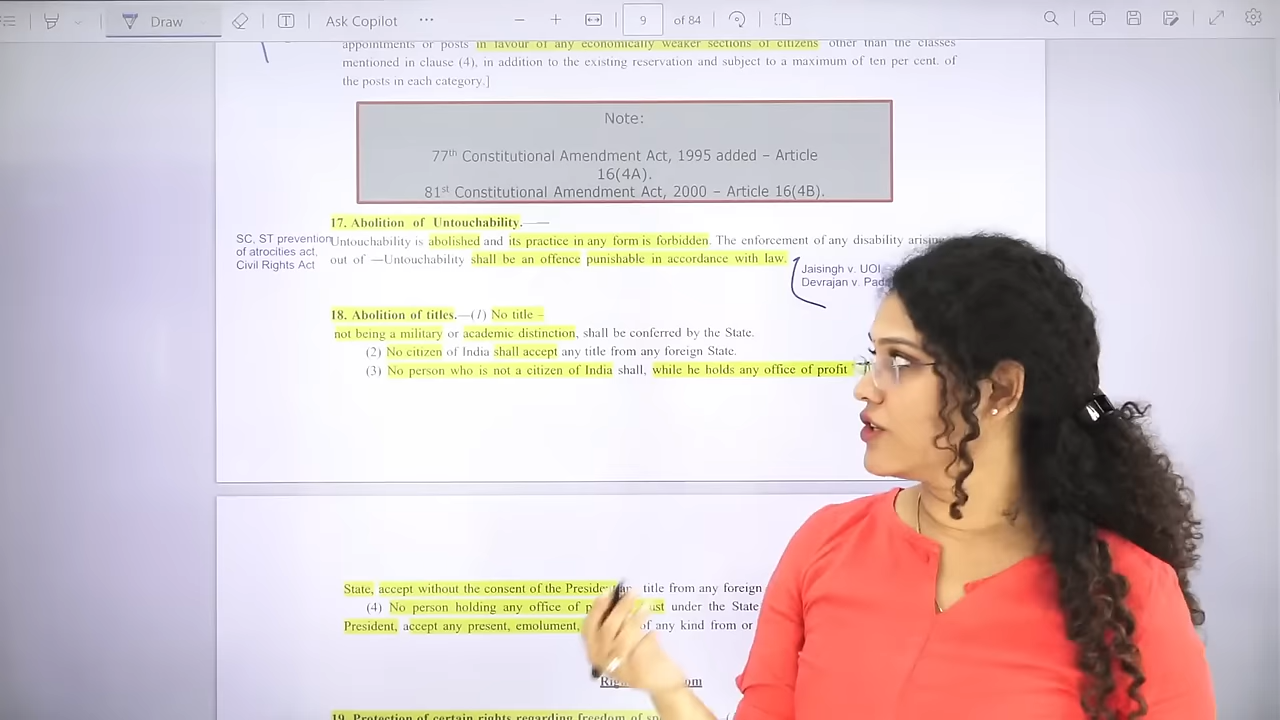 Draw
Ask Copilot
9 of 84
appointments or posts in favour of any economically weaker sections of citizens other than the classes
mentioned in clause (4), in addition to the existing reservation and subject to a maximum of ten per cent. of
the posts in each category.]
Note:
77th Constitutional Amendment Act, 1995 added – Article
16(4A).
81st Constitutional Amendment Act, 2000 – Article 16(4B).
17. Abolition of Untouchability.—
SC, ST prevention
of atrocities act,
Civil Rights Act
Untouchability is abolished and its practice in any form is forbidden. The enforcement of any disability arising
out of —Untouchability shall be an offence punishable in accordance with law.
Jaisingh v. UOI
Devrajan v.
18. Abolition of titles.—(1) No title –
not being a military or academic distinction, shall be conferred by the State.
(2) No citizen of India shall accept any title from any foreign State.
(3) No person who is not a citizen of India shall, while he holds any office of profit
State, accept without the consent of the President title from any foreign
(4) No person holding any office of under the State
President, accept any present, emolument, of any kind from or
19. Protection of certain rights regarding freedom of